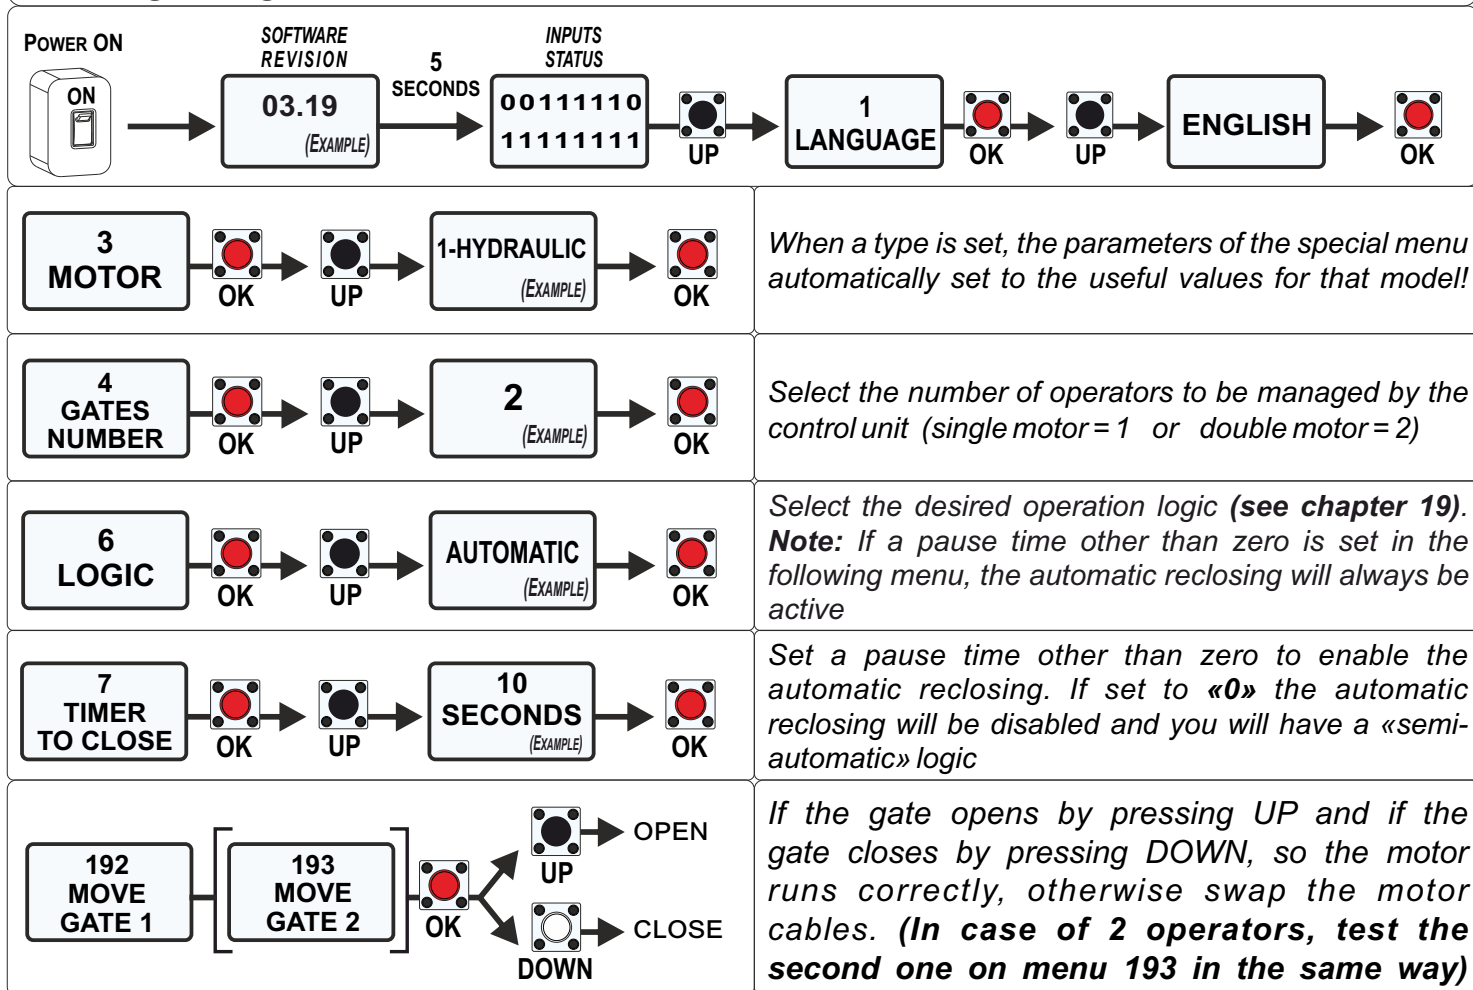 POWER ON
ON
SOFTWARE
REVISION
03.19
(EXAMPLE)
5
SECONDS
INPUTS
STATUS
00111110
11111111
UP
1
LANGUAGE
OK
UP
ENGLISH
OK
3
MOTOR
OK
UP
1-HYDRAULIC
(EXAMPLE)
OK
When a type is set, the parameters of the special menu
automatically set to the useful values for that model!
4
GATES
NUMBER
OK
UP
2
(EXAMPLE)
OK
Select the number of operators to be managed by the
control unit (single motor = 1 or double motor = 2)
6
LOGIC
OK
UP
AUTOMATIC
(EXAMPLE)
OK
Select the desired operation logic (see chapter 19).
Note: If a pause time other than zero is set in the
following menu, the automatic reclosing will always be
active
7
TIMER
TO CLOSE
OK
UP
10
SECONDS
(EXAMPLE)
OK
Set a pause time other than zero to enable the
automatic reclosing. If set to «0» the automatic
reclosing will be disabled and you will have a «semi-
automatic» logic
192
MOVE
GATE 1
193
MOVE
GATE 2
OK
UP
OPEN
DOWN
CLOSE
If the gate opens by pressing UP and if the
gate closes by pressing DOWN, so the motor
runs correctly, otherwise swap the motor
cables. (In case of 2 operators, test the
second one on menu 193 in the same way)